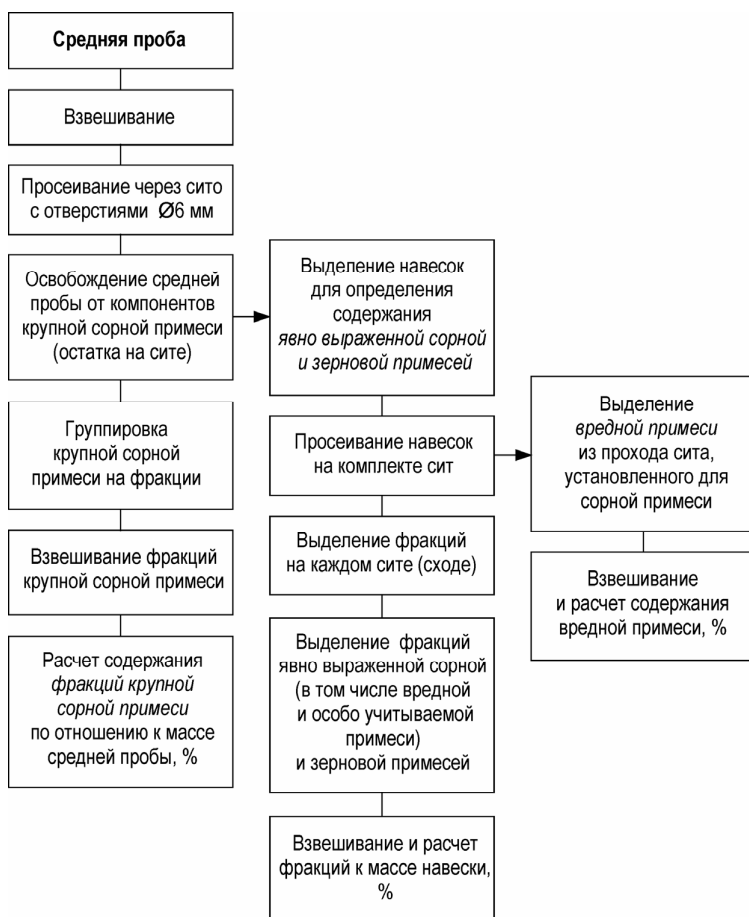 Средняя проба
Взвешивание
Просеивание через сито
с отверстиями Ø6 мм
Освобождение средней
пробы от компонентов
крупной сорной примеси
(остатка на сите)
Группировка
крупной сорной
примеси на фракции
Взвешивание фракций
крупной сорной примеси
Расчет содержания
фракций крупной
сорной примеси
по отношению к массе
средней пробы, %
Выделение навесок
для определения
содержания
явно выраженной сорной
и зерновой примесей
Просеивание навесок
на комплекте сит
Выделение фракций
на каждом сите (сходе)
Выделение фракций
явно выраженной сорной
(в том числе вредной
и особо учитываемой
примеси)
и зерновой примесей
Взвешивание и расчет
фракций к массе навески,
%
Выделение
вредной примеси
из прохода сита,
установленного для
сорной примеси
Взвешивание
и расчет содержания
вредной примеси, %